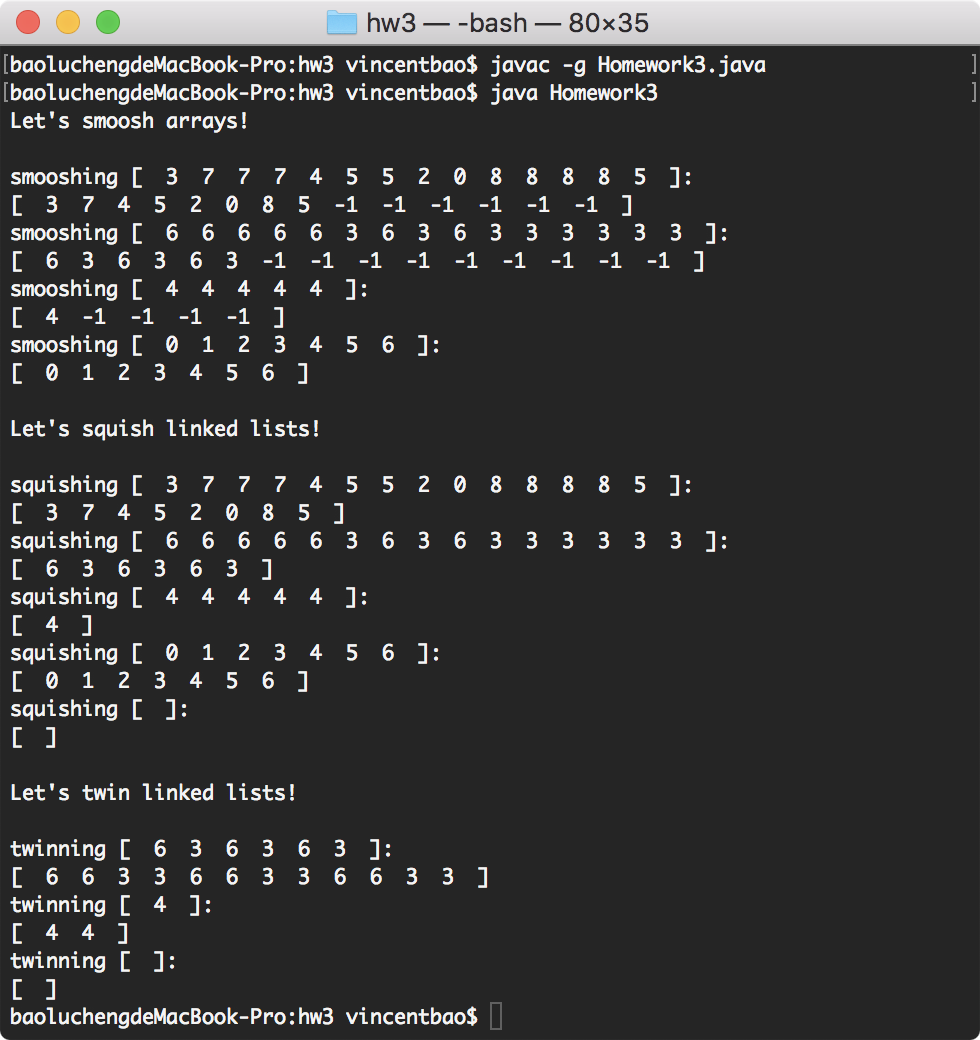 hw3 — -bash — 80×35
[baoluchengdeMacBook-Pro:hw3 vincentbao$ javac -g Homework3.java ]
[baoluchengdeMacBook-Pro:hw3 vincentbao$ java Homework3 ]
Let's smoosh arrays!
smooshing [  3  7  7  7  4  5  5  2  0  8  8  8  8  5  ]:
[  3  7  4  5  2  0  8  5  -1  -1  -1  -1  -1  -1  ]
smooshing [  6  6  6  6  6  3  6  3  6  3  3  3  3  3  3  ]:
[  6  3  6  3  6  3  -1  -1  -1  -1  -1  -1  -1  -1  -1  ]
smooshing [  4  4  4  4  4  ]:
[  4  -1  -1  -1  -1  ]
smooshing [  0  1  2  3  4  5  6  ]:
[  0  1  2  3  4  5  6  ]
Let's squish linked lists!
squishing [  3  7  7  7  4  5  5  2  0  8  8  8  8  5  ]:
[  3  7  4  5  2  0  8  5  ]
squishing [  6  6  6  6  6  3  6  3  6  3  3  3  3  3  3  ]:
[  6  3  6  3  6  3  ]
squishing [  4  4  4  4  4  ]:
[  4  ]
squishing [  0  1  2  3  4  5  6  ]:
[  0  1  2  3  4  5  6  ]
squishing [  ]:
[  ]
Let's twin linked lists!
twinning [  6  3  6  3  6  3  ]:
[  6  6  3  3  6  6  3  3  6  6  3  3  ]
twinning [  4  ]:
[  4  4  ]
twinning [  ]:
[  ]
baoluchengdeMacBook-Pro:hw3 vincentbao$